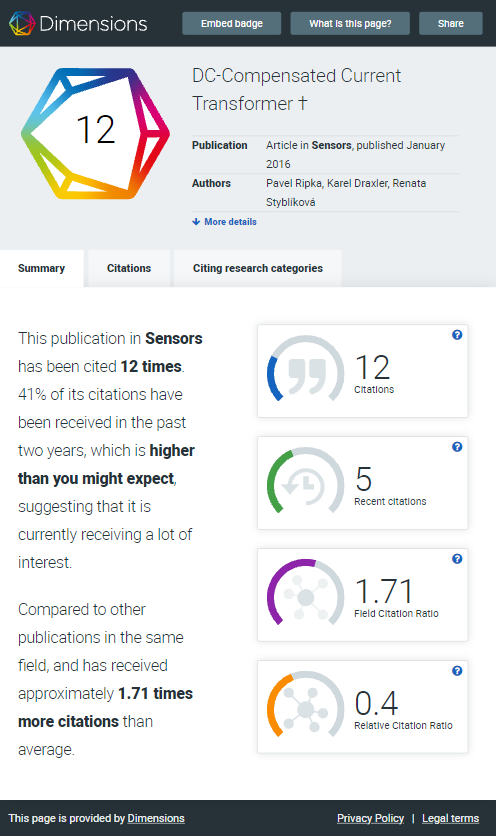 Dimensions
Embed badge
What is this page?
Share
12
DC-Compensated Current
Transformer †
Publication
Article in Sensors, published January
2016
Authors
Pavel Ripka, Karel Draxler, Renata
Styblíková
More details
Summary
Citations
Citing research categories
This publication in Sensors
has been cited 12 times.
41% of its citations have
been received in the past
two years, which is higher
than you might expect,
suggesting that it is
currently receiving a lot of
interest.
Compared to other
publications in the same
field, and has received
approximately 1.71 times
more citations than
average.
12
Citations
?
5
Recent citations
?
1.71
Field Citation Ratio
?
0.4
Relative Citation Ratio
?
This page is provided by Dimensions
Privacy Policy | Legal terms